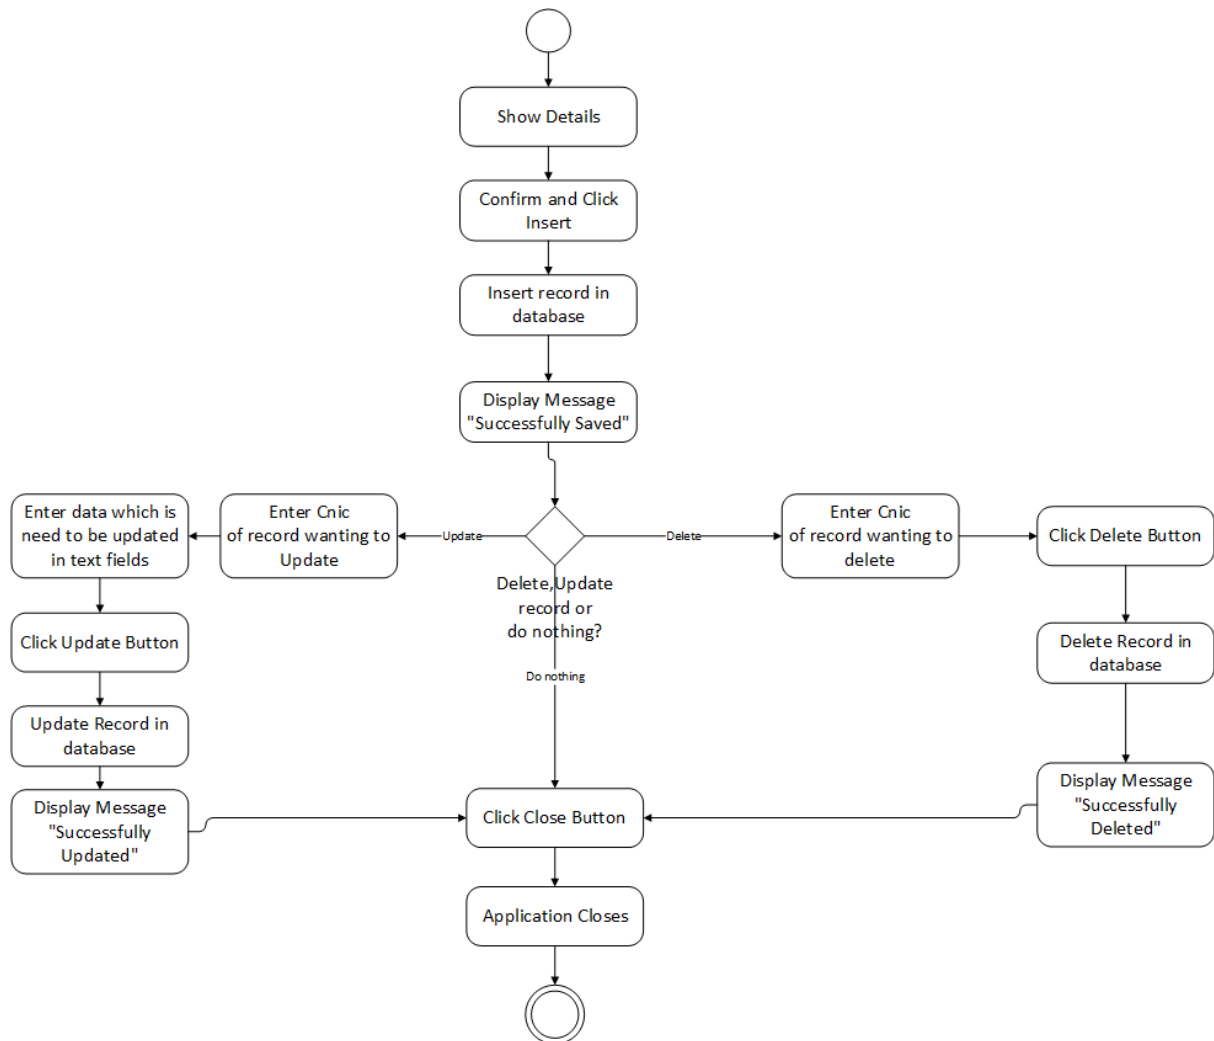 Show Details
Confirm and Click
Insert
Insert record in
database
Display Message
"Successfully Saved"
Enter data which is
need to be updated
in text fields
Enter Cnic
of record wanting to
Update
Update
Delete
Enter Cnic
of record wanting to
delete
Click Delete Button
Delete,Update
record or
do nothing?
Click Update Button
Delete Record in
database
Do nothing
Update Record in
database
Display Message
"Successfully
Updated"
Click Close Button
Display Message
"Successfully
Deleted"
Application Closes